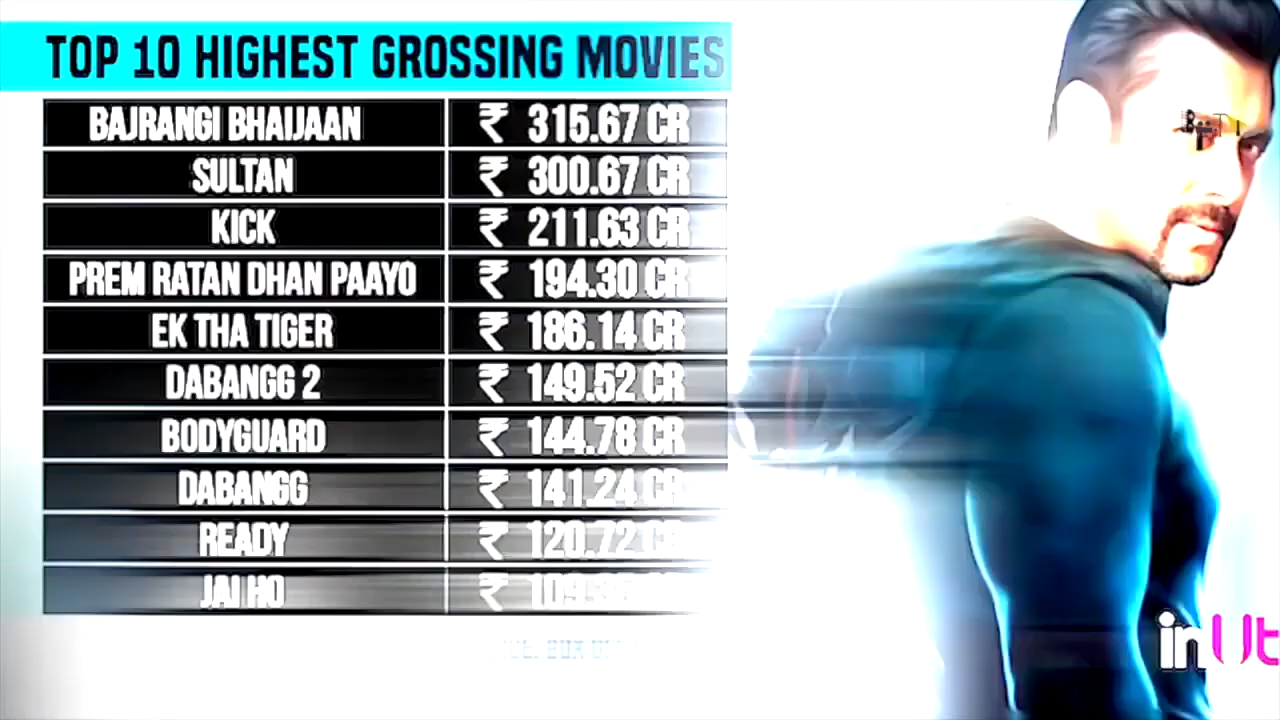 TOP 10 HIGHEST GROSSING MOVIES
BAJRANGI BHAIJAAN ₹ 315.67 CR
SULTAN ₹ 300.67 CR
KICK ₹ 211.63 CR
PREM RATAN DHAN PAAYO ₹ 194.30 CR
EK THA TIGER ₹ 186.14 CR
DABANGG 2 ₹ 149.52 CR
BODYGUARD ₹ 144.78 CR
DABANGG ₹ 141.24 CR
READY ₹ 120.72 CR
JAI HO ₹
inUt